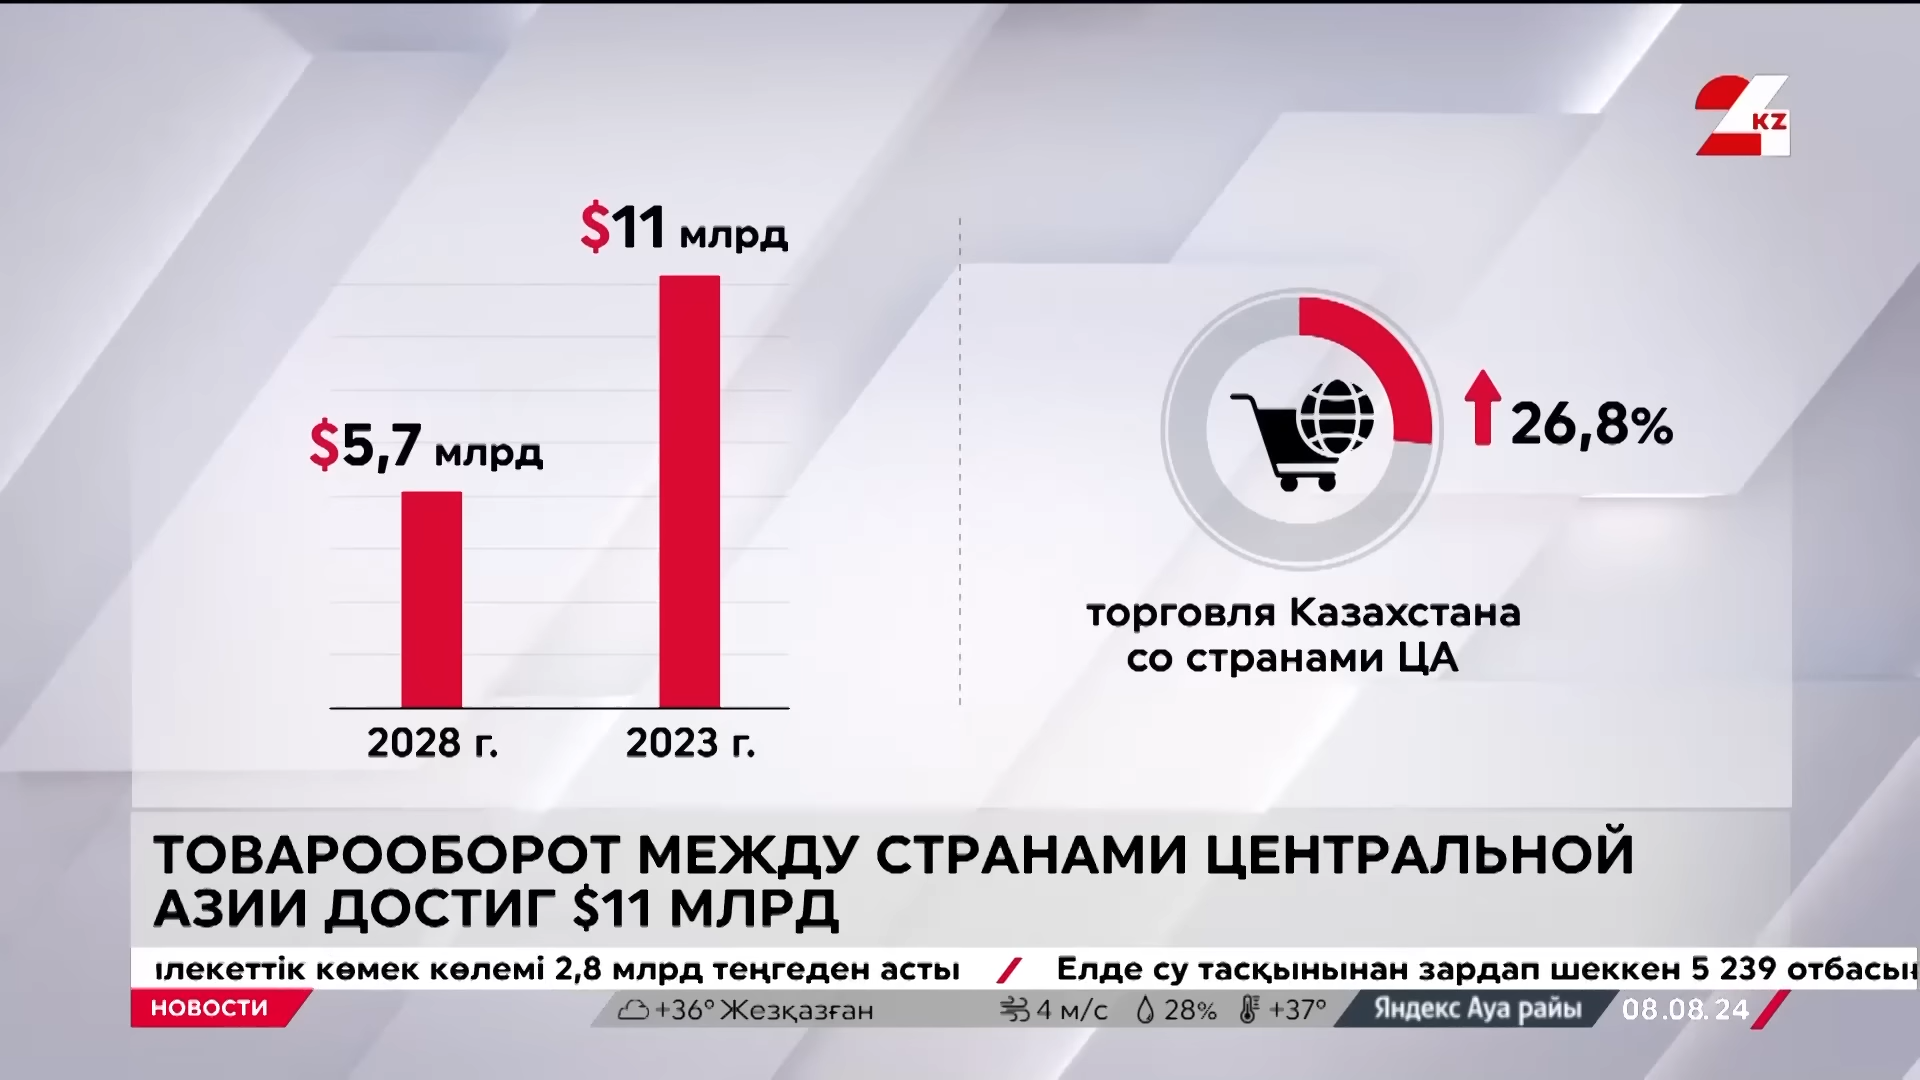 24
KZ
$11 млрд
$5,7 млрд
2028 г.
2023 г.
26,8%
торговля Казахстана
со странами ЦА
ТОВАРООБОРОТ МЕЖДУ СТРАНАМИ ЦЕНТРАЛЬНОЙ
АЗИИ ДОСТИГ $11 МЛРД
көмек көлемі 2,8 млрд теңгеден асты / Елде су тасқынынан зардап шеккен 5 239
НОВОСТИ +36° Жезқазған 4 м/с 28% +37° Яндекс Ауа райы 08.08.24